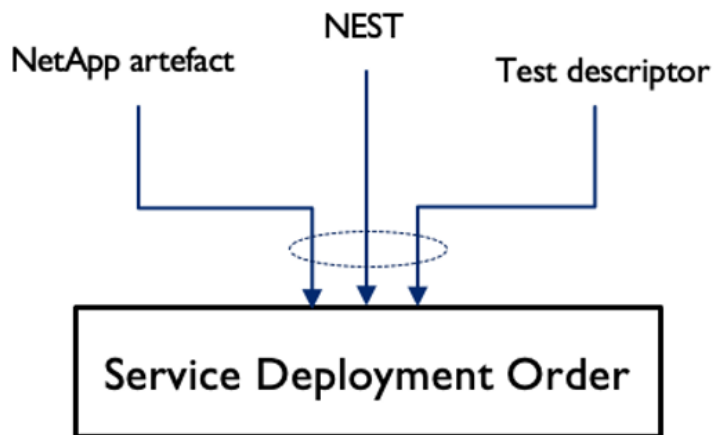 NEST
NetApp artefact
Test descriptor
Service Deployment Order